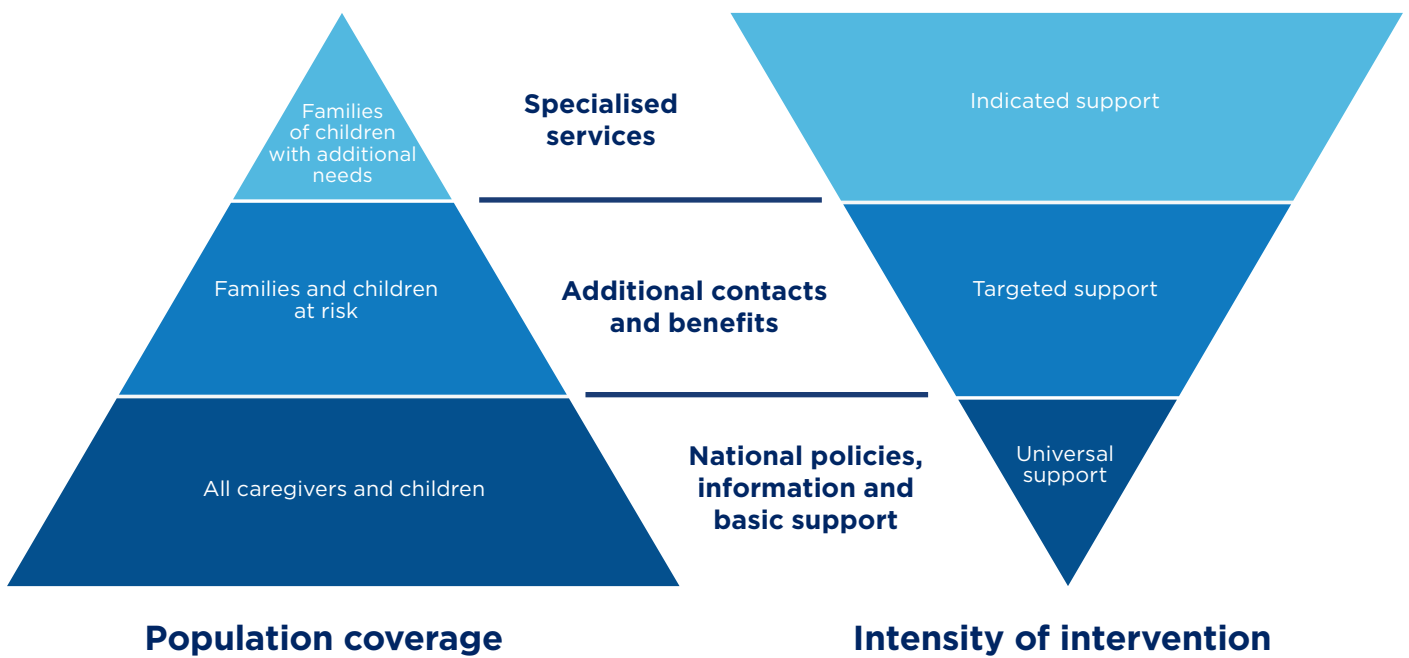 Families
of children
with additional
needs
Specialised
services
Indicated support
Families and children
at risk
Additional contacts
and benefits
Targeted support
All caregivers and children
National policies,
information and
basic support
Universal
support
Population coverage
Intensity of intervention